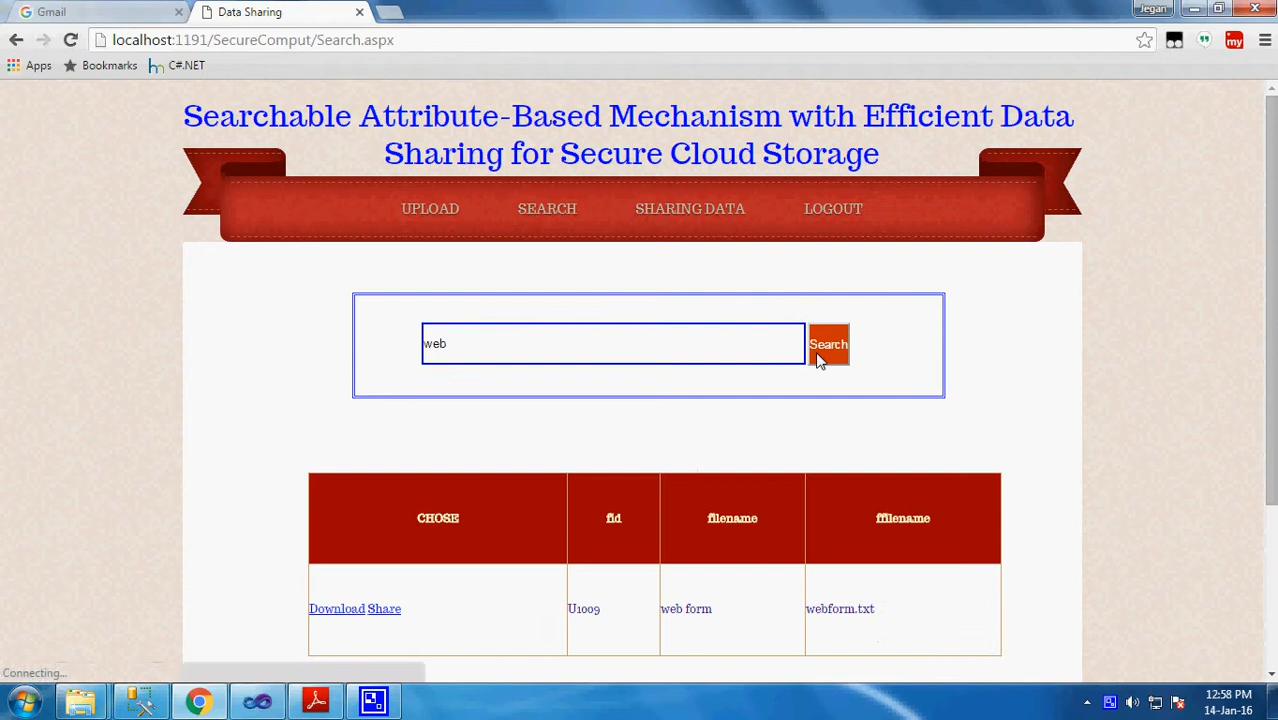 Gmail
Data Sharing
Jegan
localhost:1191/SecureComput/Search.aspx
my
Apps
Bookmarks
hn
C#.NET
Searchable Attribute-Based Mechanism with Efficient Data
Sharing for Secure Cloud Storage
UPLOAD SEARCH SHARING DATA LOGOUT
web Search
CHOSE fid filename ffilename
Download Share U1009 web form webform.txt
Connecting...
12:58 PM
14-Jan-16